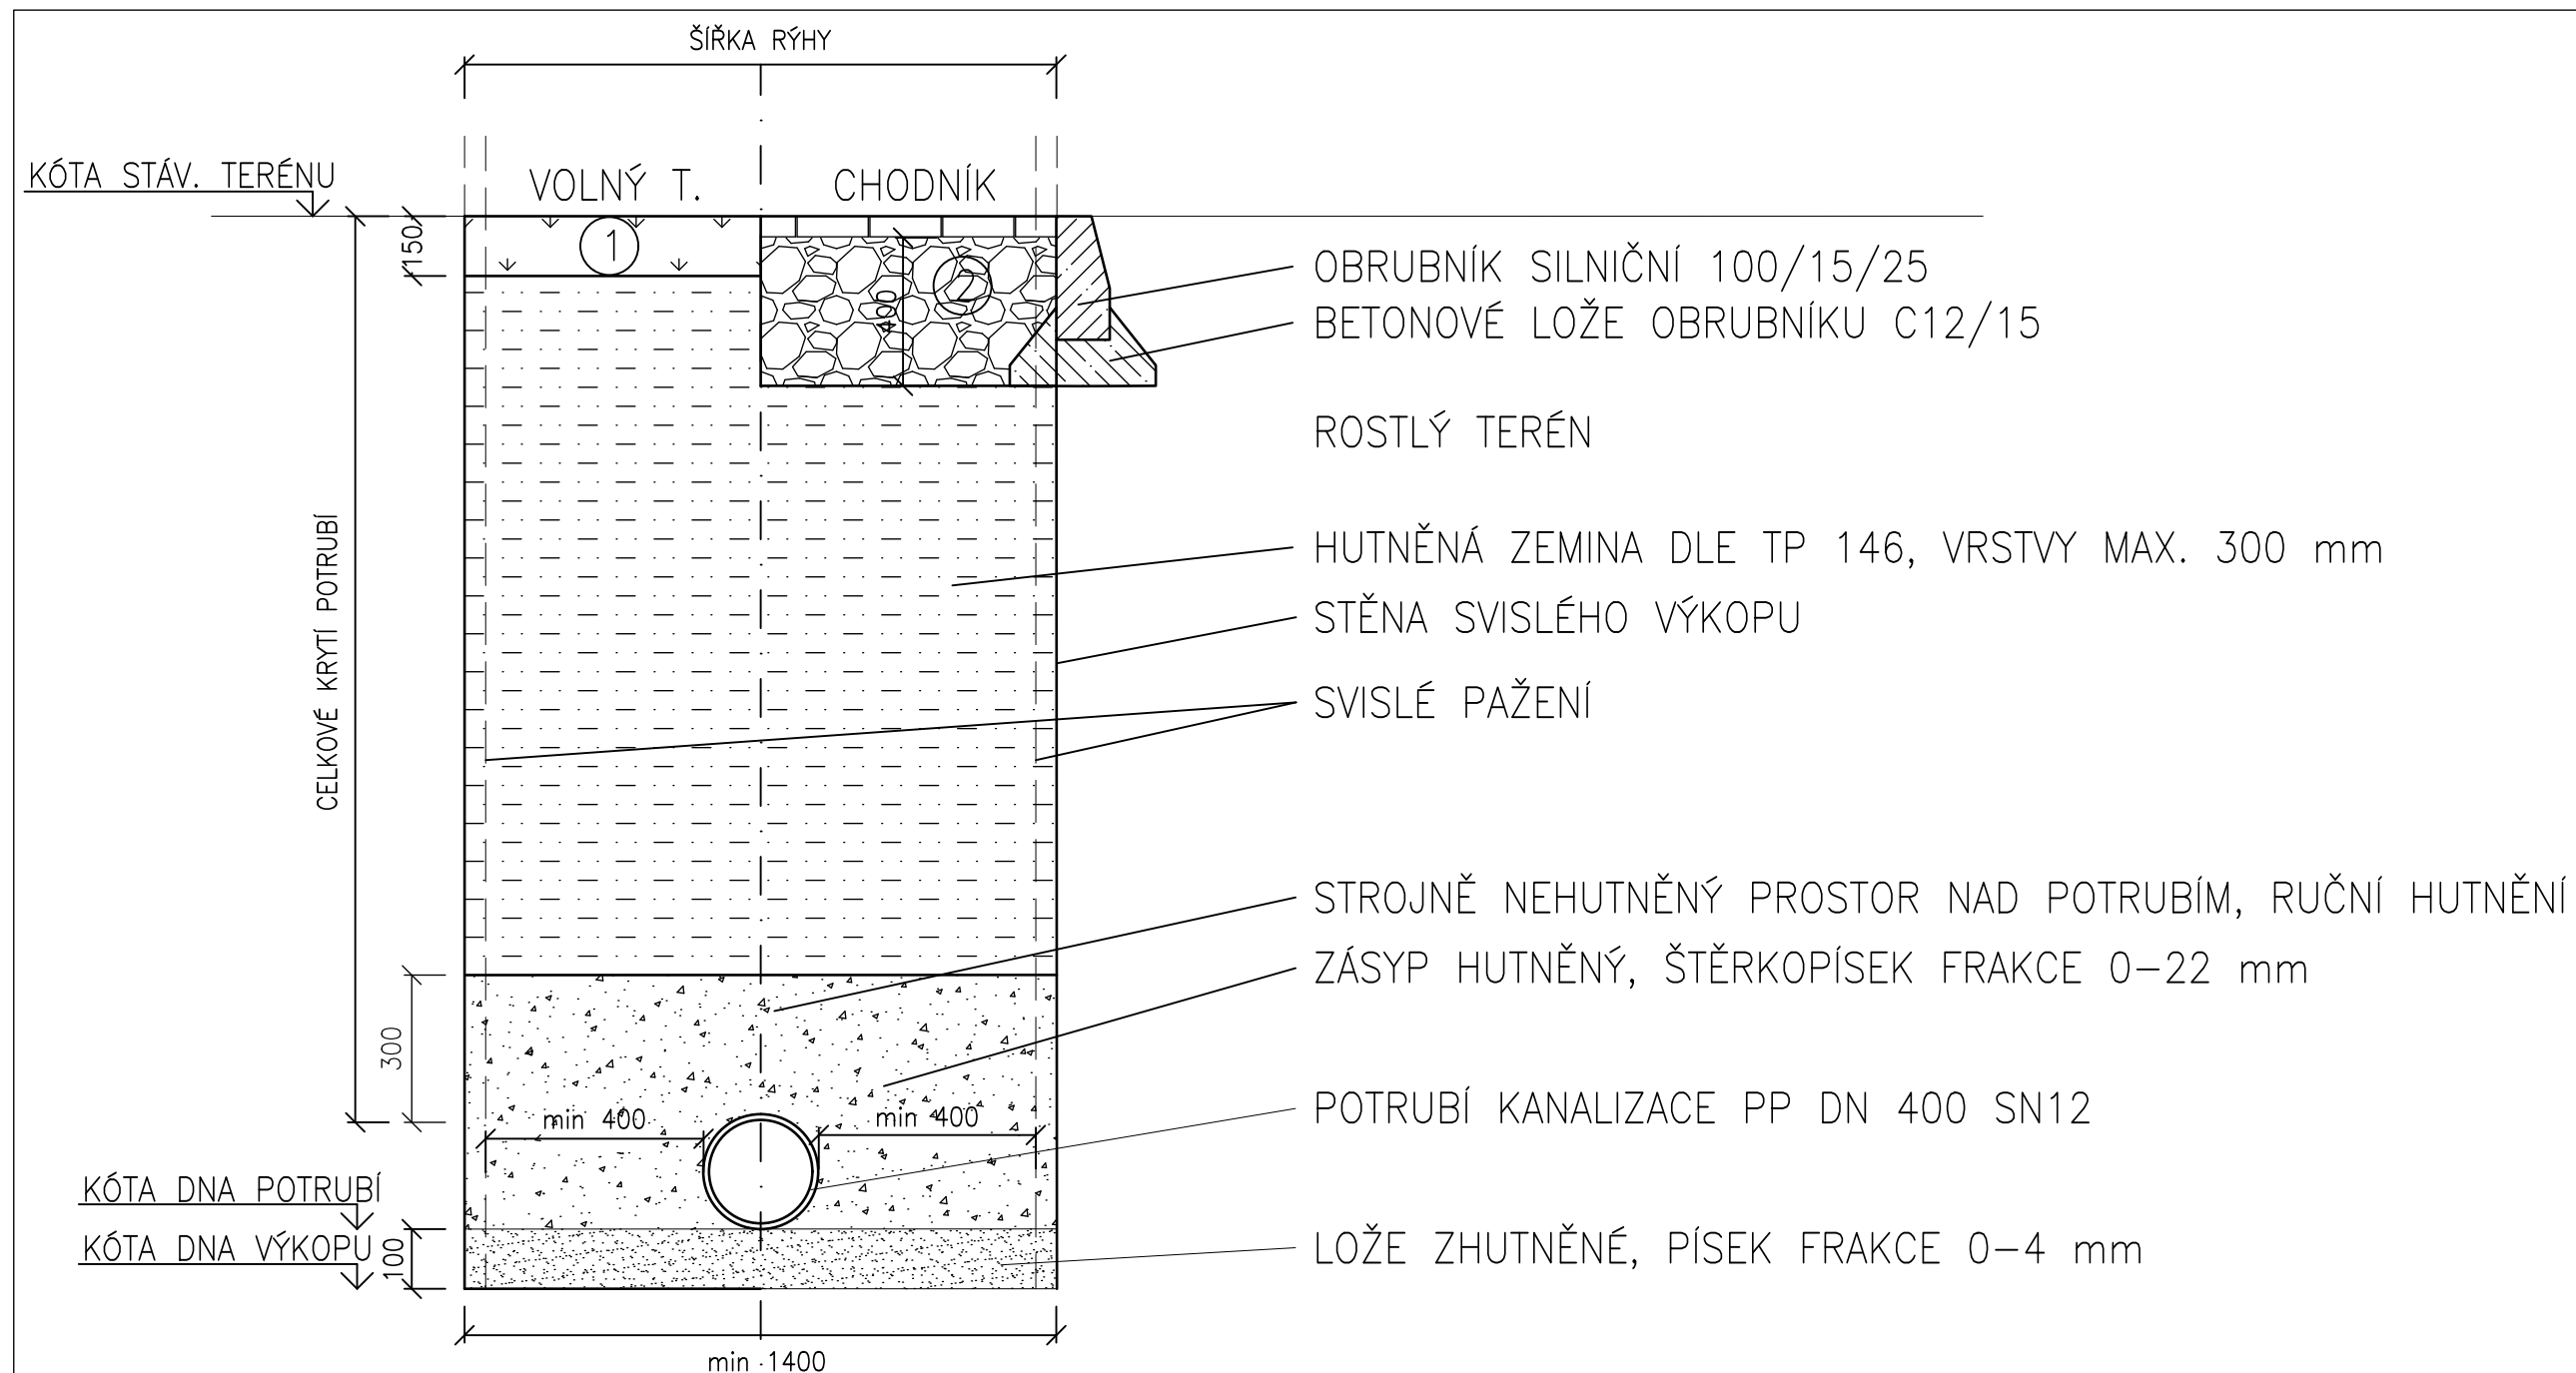 ŠÍŘKA RÝHY
KÓTA STÁV. TERÉNU
VOLNÝ T.
CHODNÍK
150
1
2
490
OBRUBNÍK SILNIČNÍ 100/15/25
BETONOVÉ LOŽE OBRUBNÍKU C12/15
ROSTLÝ TERÉN
HUTNĚNÁ ZEMINA DLE TP 146, VRSTVY MAX. 300 mm
STĚNA SVISLÉHO VÝKOPU
SVISLÉ PAŽENÍ
CELKOVÉ KRYTÍ POTRUBÍ
STROJNĚ NEHUTNĚNÝ PROSTOR NAD POTRUBÍM, RUČNÍ HUTNĚNÍ
ZÁSYP HUTNĚNÝ, ŠTĚRKOPÍSEK FRAKCE 0-22 mm
300
min 400
min 400
POTRUBÍ KANALIZACE PP DN 400 SN12
KÓTA DNA POTRUBÍ
KÓTA DNA VÝKOPU
100
LOŽE ZHUTNĚNÉ, PÍSEK FRAKCE 0-4 mm
min 1400